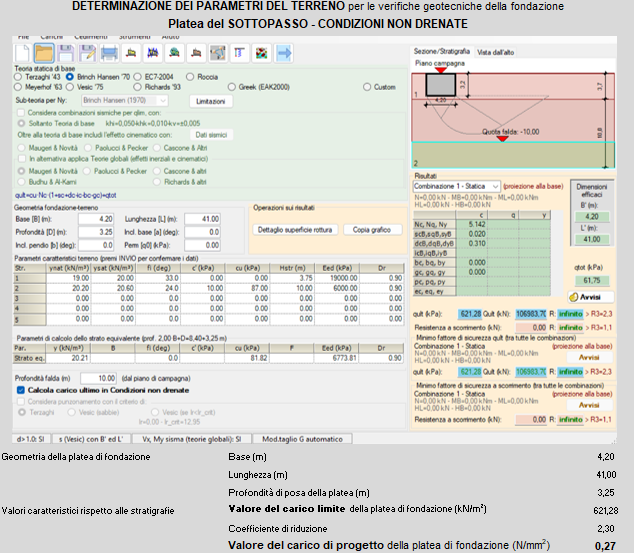 DETERMINAZIONE DEI PARAMETRI DEL TERRENO per le verifiche geotecniche della fondazione
Platea del SOTTOPASSO - CONDIZIONI NON DRENATE
File Carichi Cedimenti Strumenti Aiuto
Teoria statica di base
Terzaghi '43 Brinch Hansen '70 EC7-2004 Roccia
Meyerhof '63 Vesic '75 Richards '93 Greek (EAK2000) Custom
Sub-teoria per Ny: Brinch Hansen (1970) Limitazioni
Considera combinazioni sismiche per qlim, con:
Soltanto Teoria di base khi=0,050-khk=0,010-kv=±0,005
Oltre alla teoria di base includi l'effetto cinematico con: Dati sismici
Maugeri & Novità Paolucci & Pecker Cascone & Altri
In alternativa applica Teorie globali (effetti inerziali e cinematico)
Maugeri & Novità Paolucci & Pecker Cascone & Altri
Budhu & Al-Karni Richards & altri
qult=cu·Nc·(1+sc+dc-ic-bc-gc)+qtot
Geometria fondazione-terreno
Base (B) (m): 4.20 Lunghezza (L) (m): 41.00
Profondità [D] (m): 3.25 Incl. base [a] (deg): 0.0
Incl. pendio [b] (deg): 0.0 Perm [q0] (kPa): 0.00
Operazioni sui risultati
Dettaglio superficie rottura Copia grafico
Parametri caratteristici terreno (premi INVIO per confermare i dati)
Str. γnat (kN/m³) γsat (kN/m³) fi (deg) c' (kPa) cu (kPa) Hstr (m) Eed (kPa) Dr
1 19.00 20.00 33.0 0.00 0.00 3.75 19000.00 0.90
2 20.20 20.60 24.0 10.00 87.00 10.00 6000.00 0.90
3 0.00 0.00 0.0 0.00 0.00 0.00 0.00 0.00
4 0.00 0.00 0.0 0.00 0.00 0.00 0.00 0.00
5 0.00 0.00 0.0 0.00 0.00 0.00 0.00 0.00
Parametri di calcolo dello strato equivalente (prof. 2,00 B+D=8,40+3,25 m)
Par. γ (kN/m³) B fi (deg) c' (kPa) cu (kPa) F Eed (kPa) Dr
Strato eq. 20.21 0.0 81.82 6773.81 0.90
Profondità falda (m) 10.00 (dal piano di campagna)
Calcola carico ultimo in Condizioni non drenate
Considera punzonamento con il criterio di:
Terzaghi Vesic (sabbie) Vesic (se Ir<Ir_crit)
Ir=0,00 - Ir_crit=12,95
d>1.0: SI s (Vesic) con B' ed L' Vx, My sisma (teorie globali): SI Mod.taglio G automatico
Sezione/Stratigrafia Vista dall'alto
Piano campagna
1
4,20
3,2
3,7
Quota falda: -10,00
10,0
2
Risultati
Combinazione 1 - Statica (proiezione alla base)
N=0,00 kN - MB=0,00 kNm - ML=0,00 kNm
HL=0,00 kN - HB=0,00 kN
c q γ
Nc, Nq, Ny 5.142
scB,sqB,syB 0.020
dcB,dqB,dyB 0.310
icB,iqB,iyB
bc, bq, by 0.000
gc, gq, gy 0.000
pc, pq, py
ec, eq, ey
Dimensioni efficaci
B' (m):
4,20
L' (m):
41,00
qtot (kPa)
61,75
Avvisi
qult (kPa): 621,28 Qult (kN): 106983,70 R: infinito > R3=2,3
Resistenza a scorrimento (kN): 0,00 R: infinito > R3=1,1
Minimo fattore di sicurezza qult (tra tutte le combinazioni)
Combinazione 1 - Statica (proiezione alla base)
N=0,00 kN - MB=0,00 kNm - ML=0,00 kNm
HL=0,00 kN - HB=0,00 kN Avvisi
qult (kPa): 621,28 Qult (kN): 106983,70 R: infinito > R3=2,3
Minimo fattore di sicurezza a scorrimento (tra tutte le combinazioni)
Combinazione 1 - Statica (proiezione alla base)
N=0,00 kN - MB=0,00 kNm - ML=0,00 kNm
HL=0,00 kN - HB=0,00 kN Avvisi
Resistenza a scorrimento (kN): 0,00 R: infinito > R3=1,1
Geometria della platea di fondazione Base (m) 4,20
Lunghezza (m) 41,00
Profondità di posa della platea (m) 3,25
Valori caratteristici rispetto alle stratigrafie Valore del carico limite della platea di fondazione (kN/m²) 621,28
Coefficiente di riduzione 2,30
Valore del carico di progetto della platea di fondazione (N/mm²) 0,27